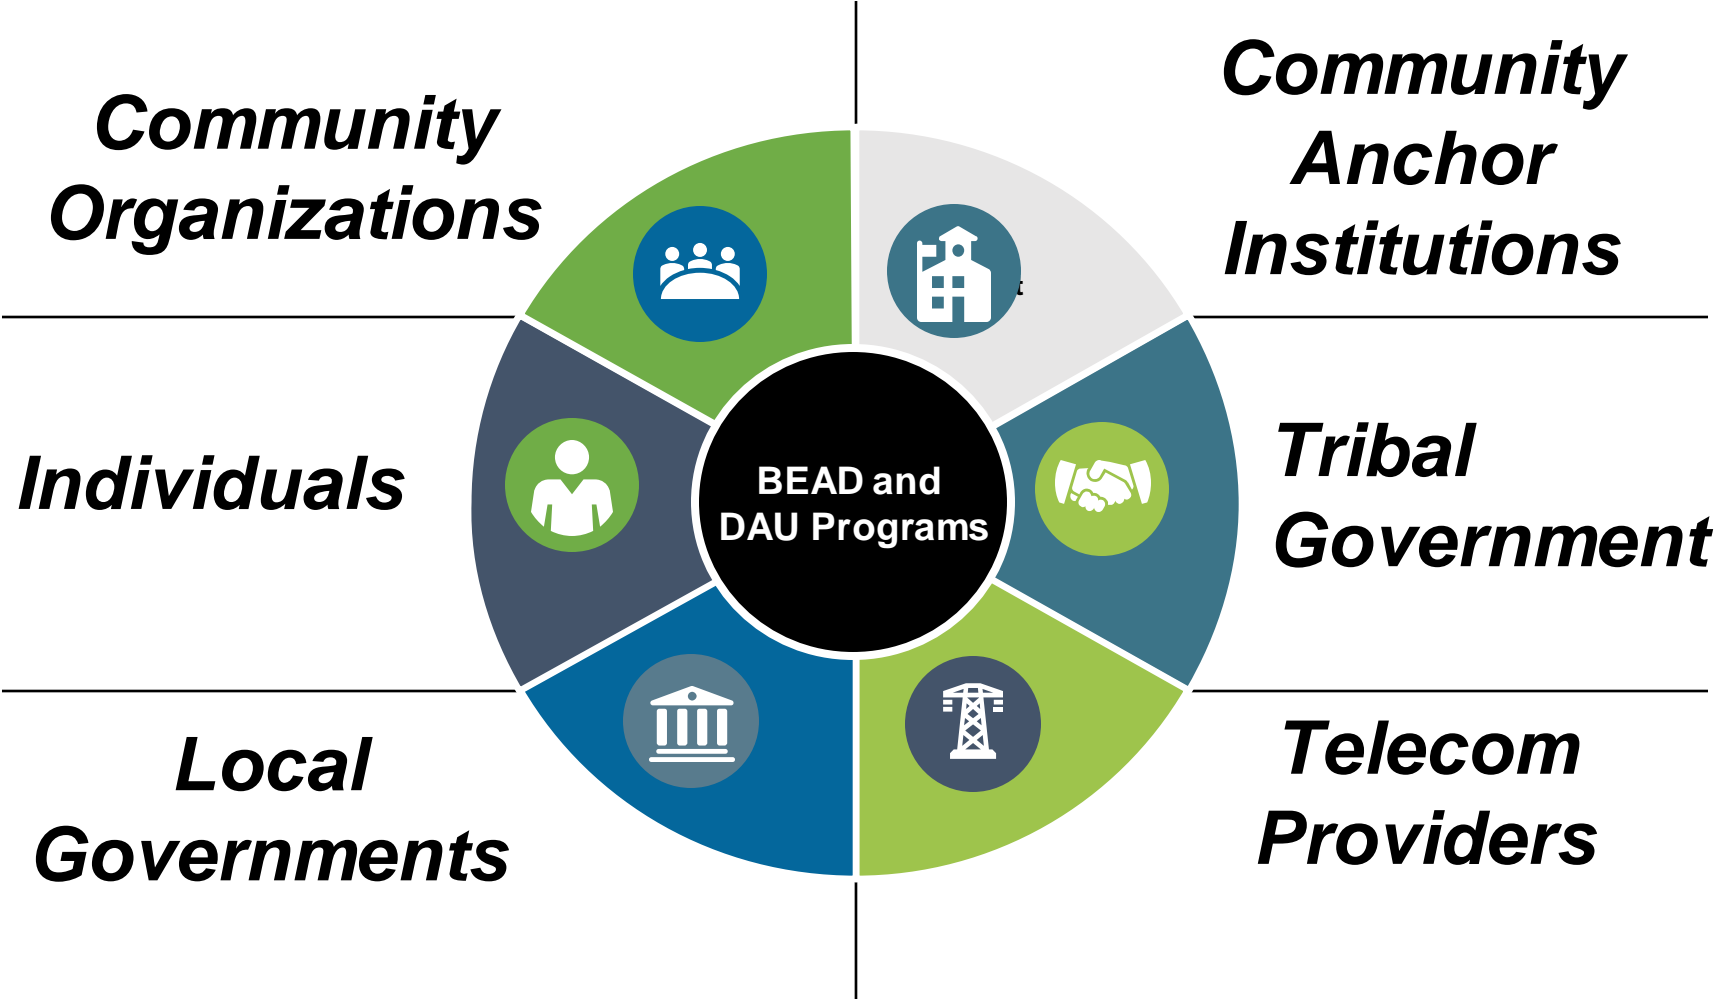 Community
Organizations
Community
Anchor
Institutions
t
Individuals
BEAD and
DAU Programs
Tribal
Government
Local
Governments
Telecom
Providers